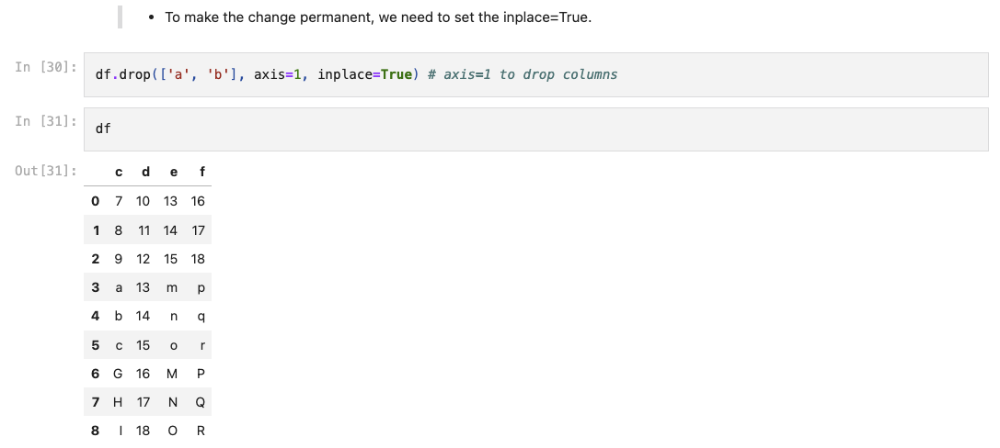 • To make the change permanent, we need to set the inplace=True.
In [30]: df.drop(['a', 'b'], axis=1, inplace=True) # axis=1 to drop columns
In [31]: df
Out[31]: c d e f
0 7 10 13 16
1 8 11 14 17
2 9 12 15 18
3 a 13 m p
4 b 14 n q
5 c 15 o r
6 G 16 M P
7 H 17 N Q
8 I 18 O R